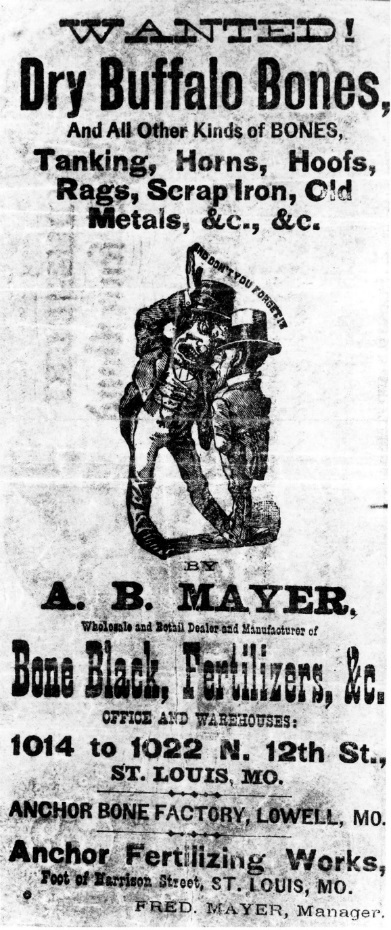 WANTED!
Dry Buffalo Bones,
And All Other Kinds of BONES,
Tanking, Horns, Hoofs,
Rags, Scrap Iron, Old
Metals, &c., &c.
AND DON'T YOU FORGET IT
BY
A. B. MAYER,
Wholesale and Retail Dealer and Manufacturer of
Bone Black, Fertilizers, &c.
OFFICE AND WAREHOUSES:
1014 to 1022 N. 12th St.,
ST. LOUIS, MO.
ANCHOR BONE FACTORY, LOWELL, MO.
Anchor Fertilizing Works,
Foot of Harrison Street, ST. LOUIS, MO.
FRED. MAYER, Manager.